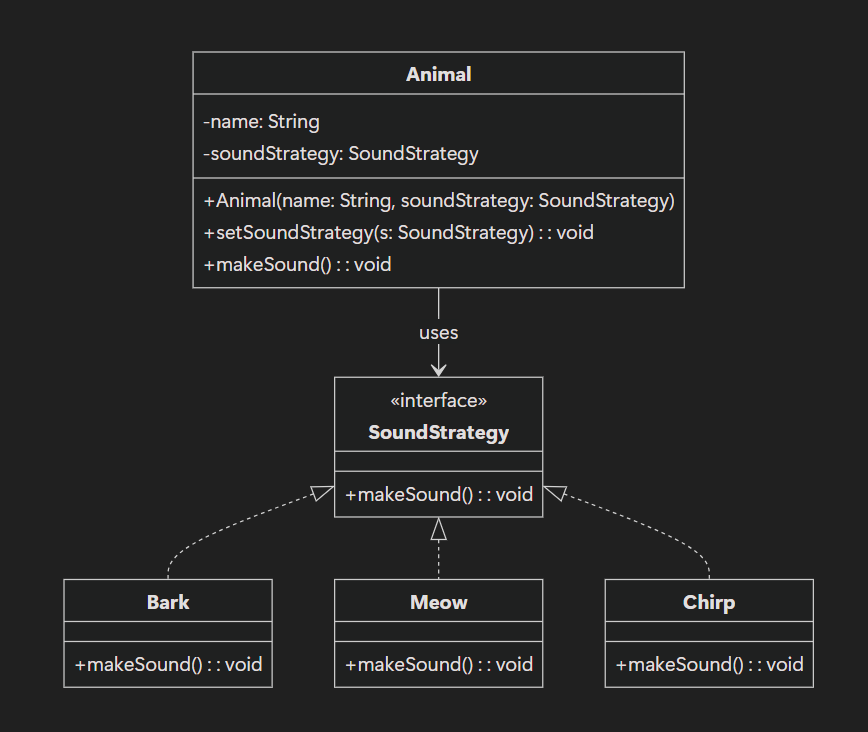 Animal
-name: String
-soundStrategy: SoundStrategy
+Animal(name: String, soundStrategy: SoundStrategy)
+setSoundStrategy(s: SoundStrategy) : : void
+makeSound() : : void
uses
«interface»
SoundStrategy
+makeSound() : : void
Bark
+makeSound() : : void
Meow
+makeSound() : : void
Chirp
+makeSound() : : void